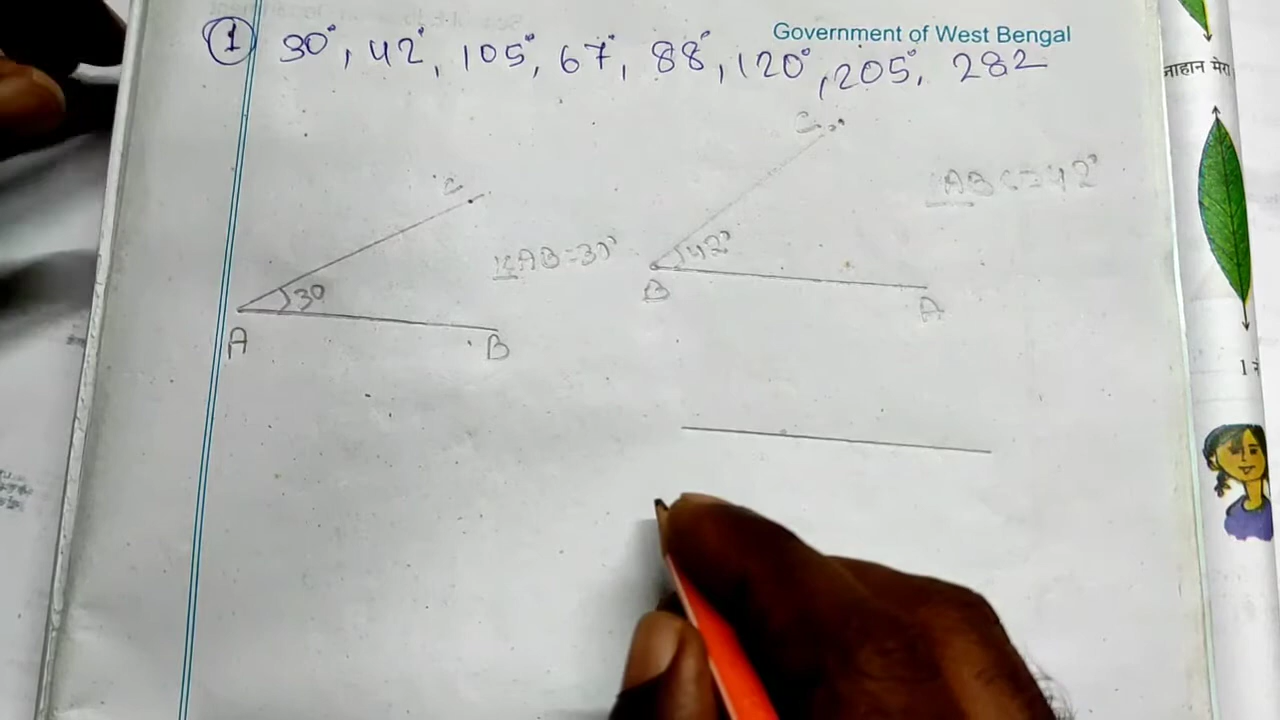 Government of West Bengal
① 30°, 42°, 105°, 67°, 88°, 120°, 205°, 282
C
C
∠ABC=42°
∠CAB=30°
42°
30
B
A
A
B